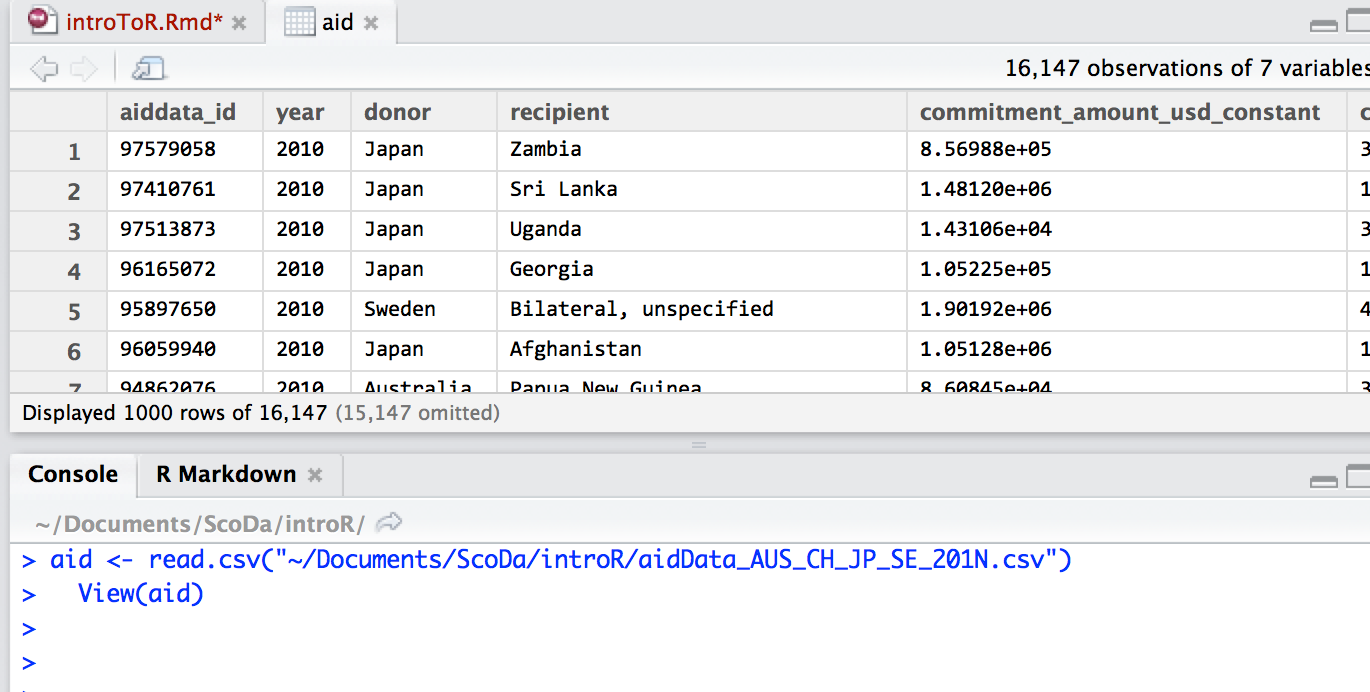 introToR.Rmd* aid
16,147 observations of 7 variables
aiddata_id year donor recipient commitment_amount_usd_constant c
1 97579058 2010 Japan Zambia 8.56988e+05 3
2 97410761 2010 Japan Sri Lanka 1.48120e+06 1
3 97513873 2010 Japan Uganda 1.43106e+04 3
4 96165072 2010 Japan Georgia 1.05225e+05 1
5 95897650 2010 Sweden Bilateral, unspecified 1.90192e+06 4
6 96059940 2010 Japan Afghanistan 1.05128e+06 1
7 94862076 2010 Australia Papua New Guinea 8.60845e+04 3
Displayed 1000 rows of 16,147 (15,147 omitted)
Console R Markdown
~/Documents/ScoDa/introR/
> aid <- read.csv("~/Documents/ScoDa/introR/aidData_AUS_CH_JP_SE_201N.csv")
> View(aid)
>
>